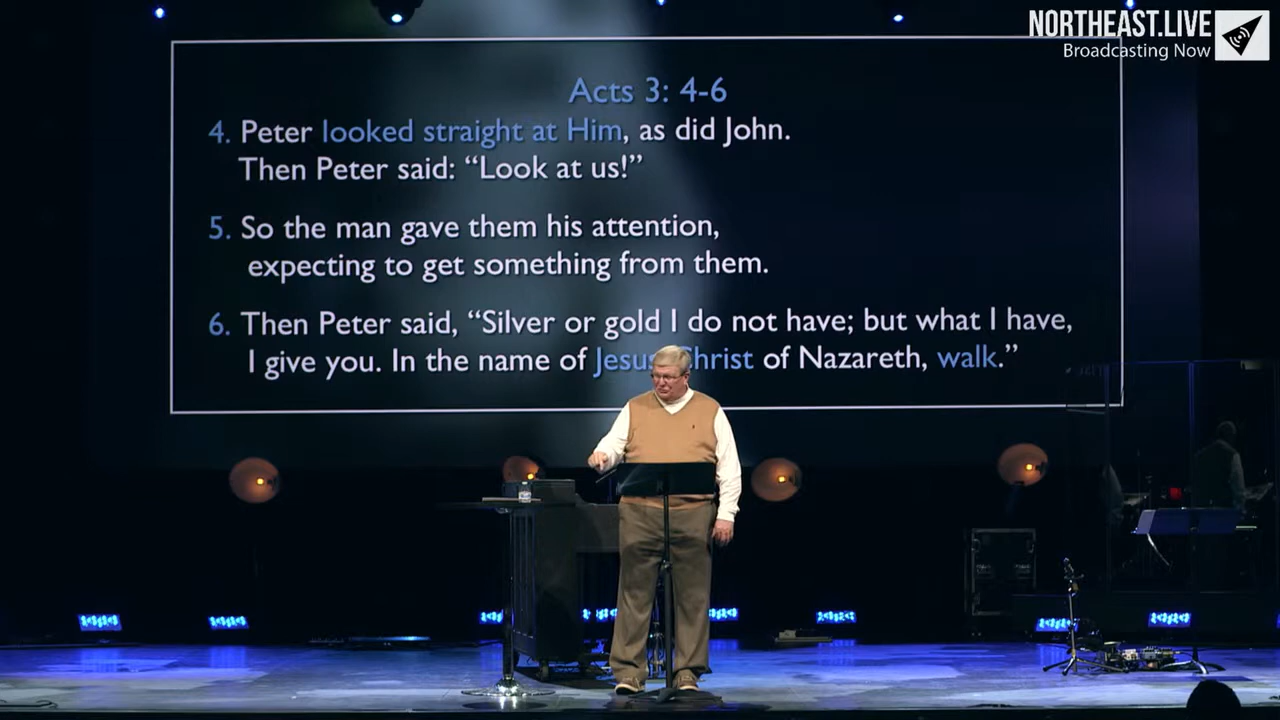 NORTHEAST.LIVE
Broadcasting Now
Acts 3: 4-6
4. Peter looked straight at Him, as did John.
Then Peter said: “Look at us!”
5. So the man gave them his attention,
expecting to get something from them.
6. Then Peter said, “Silver or gold I do not have; but what I have,
I give you. In the name of Jesus Christ of Nazareth, walk.”